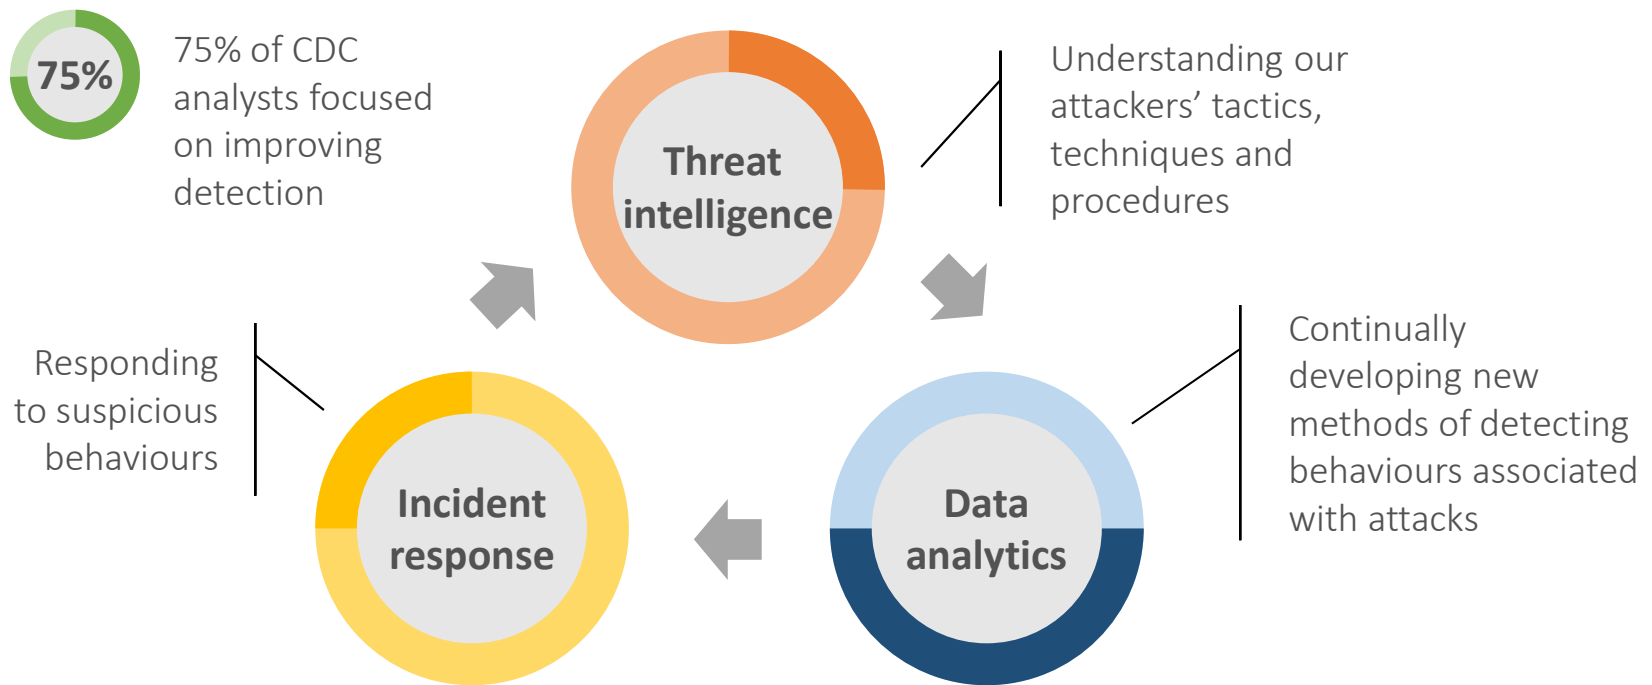 75%
75% of CDC
analysts focused
on improving
detection
Threat
intelligence
Understanding our
attackers’ tactics,
techniques and
procedures
Responding
to suspicious
behaviours
Incident
response
Data
analytics
Continually
developing new
methods of detecting
behaviours associated
with attacks